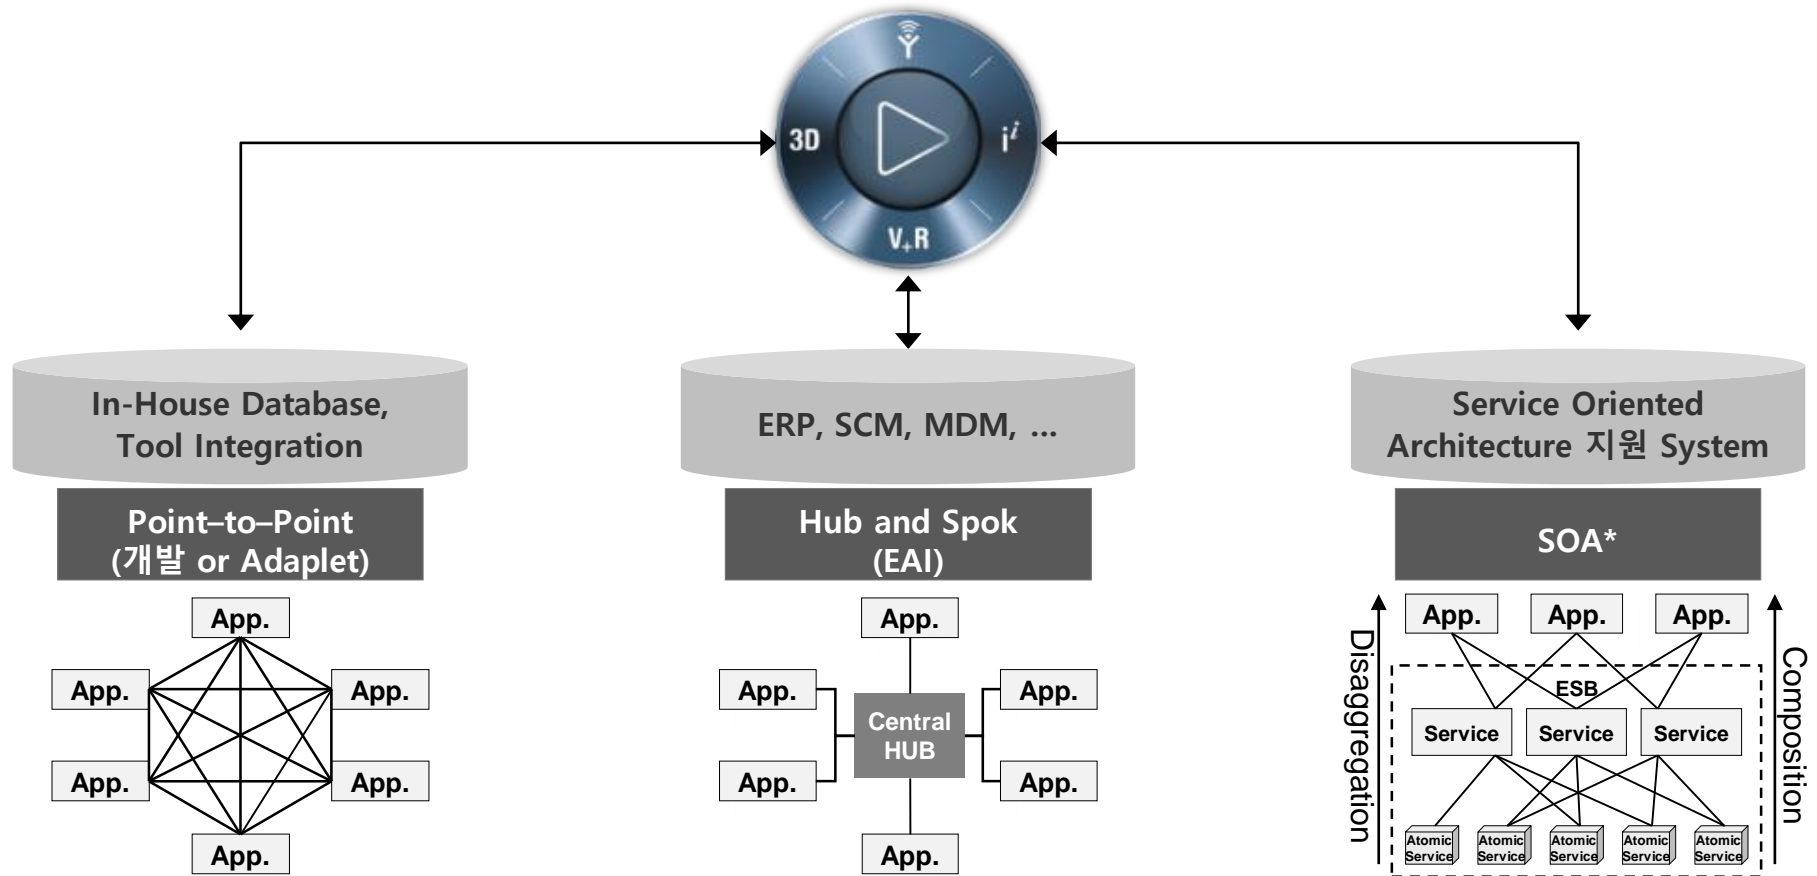 3D
iⁱ
V+R
In-House Database,
Tool Integration
Point–to–Point
(개발 or Adaplet)
App.
App.
App.
App.
App.
App.
ERP, SCM, MDM, ...
Hub and Spok
(EAI)
App.
App.
App.
Central
HUB
App.
App.
App.
Service Oriented
Architecture 지원 System
SOA*
Disaggregation
App.
App.
App.
ESB
Service
Service
Service
Atomic
Service
Atomic
Service
Atomic
Service
Atomic
Service
Atomic
Service
Composition